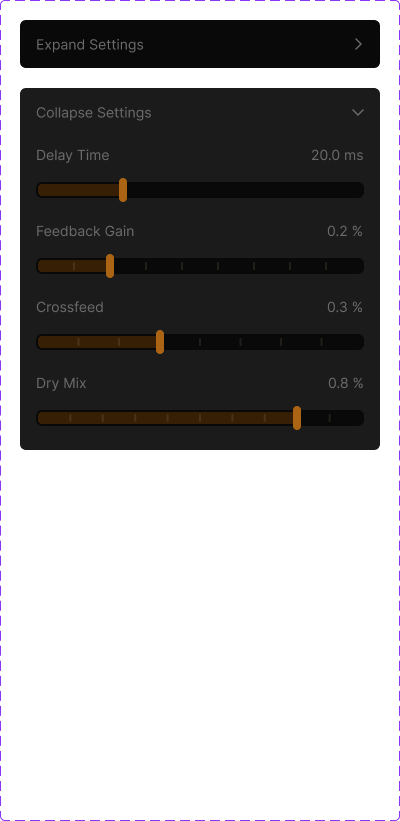 Expand Settings
Collapse Settings
Delay Time 20.0 ms
Feedback Gain 0.2 %
Crossfeed 0.3 %
Dry Mix 0.8 %